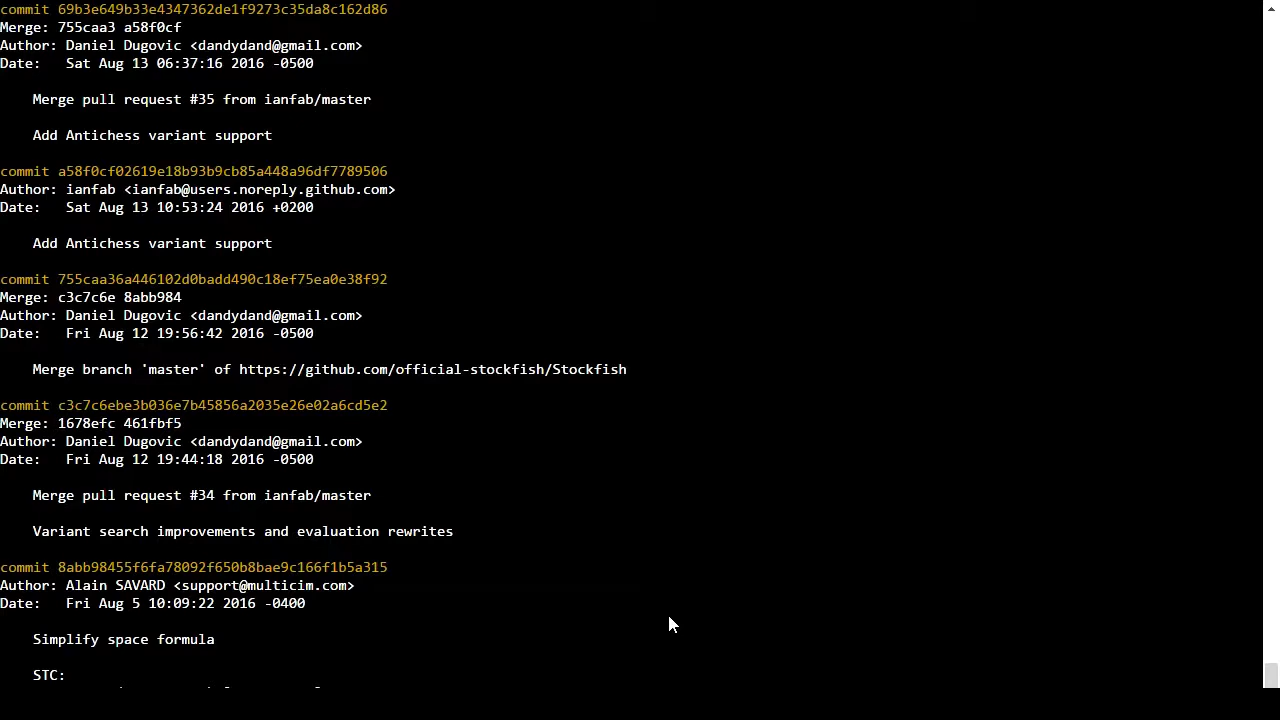 commit 69b3e649b33e4347362de1f9273c35da8c162d86
Merge: 755caa3 a58f0cf
Author: Daniel Dugovic <dandydand@gmail.com>
Date:   Sat Aug 13 06:37:16 2016 -0500
Merge pull request #35 from ianfab/master
Add Antichess variant support
commit a58f0cf02619e18b93b9cb85a448a96df7789506
Author: ianfab <ianfab@users.noreply.github.com>
Date:   Sat Aug 13 10:53:24 2016 +0200
Add Antichess variant support
commit 755caa36a446102d0badd490c18ef75ea0e38f92
Merge: c3c7c6e 8abb984
Author: Daniel Dugovic <dandydand@gmail.com>
Date:   Fri Aug 12 19:56:42 2016 -0500
Merge branch 'master' of https://github.com/official-stockfish/Stockfish
commit c3c7c6ebe3b036e7b45856a2035e26e02a6cd5e2
Merge: 1678efc 461fbf5
Author: Daniel Dugovic <dandydand@gmail.com>
Date:   Fri Aug 12 19:44:18 2016 -0500
Merge pull request #34 from ianfab/master
Variant search improvements and evaluation rewrites
commit 8abb98455f6fa78092f650b8bae9c166f1b5a315
Author: Alain SAVARD <support@multicim.com>
Date:   Fri Aug 5 10:09:22 2016 -0400
Simplify space formula
STC: